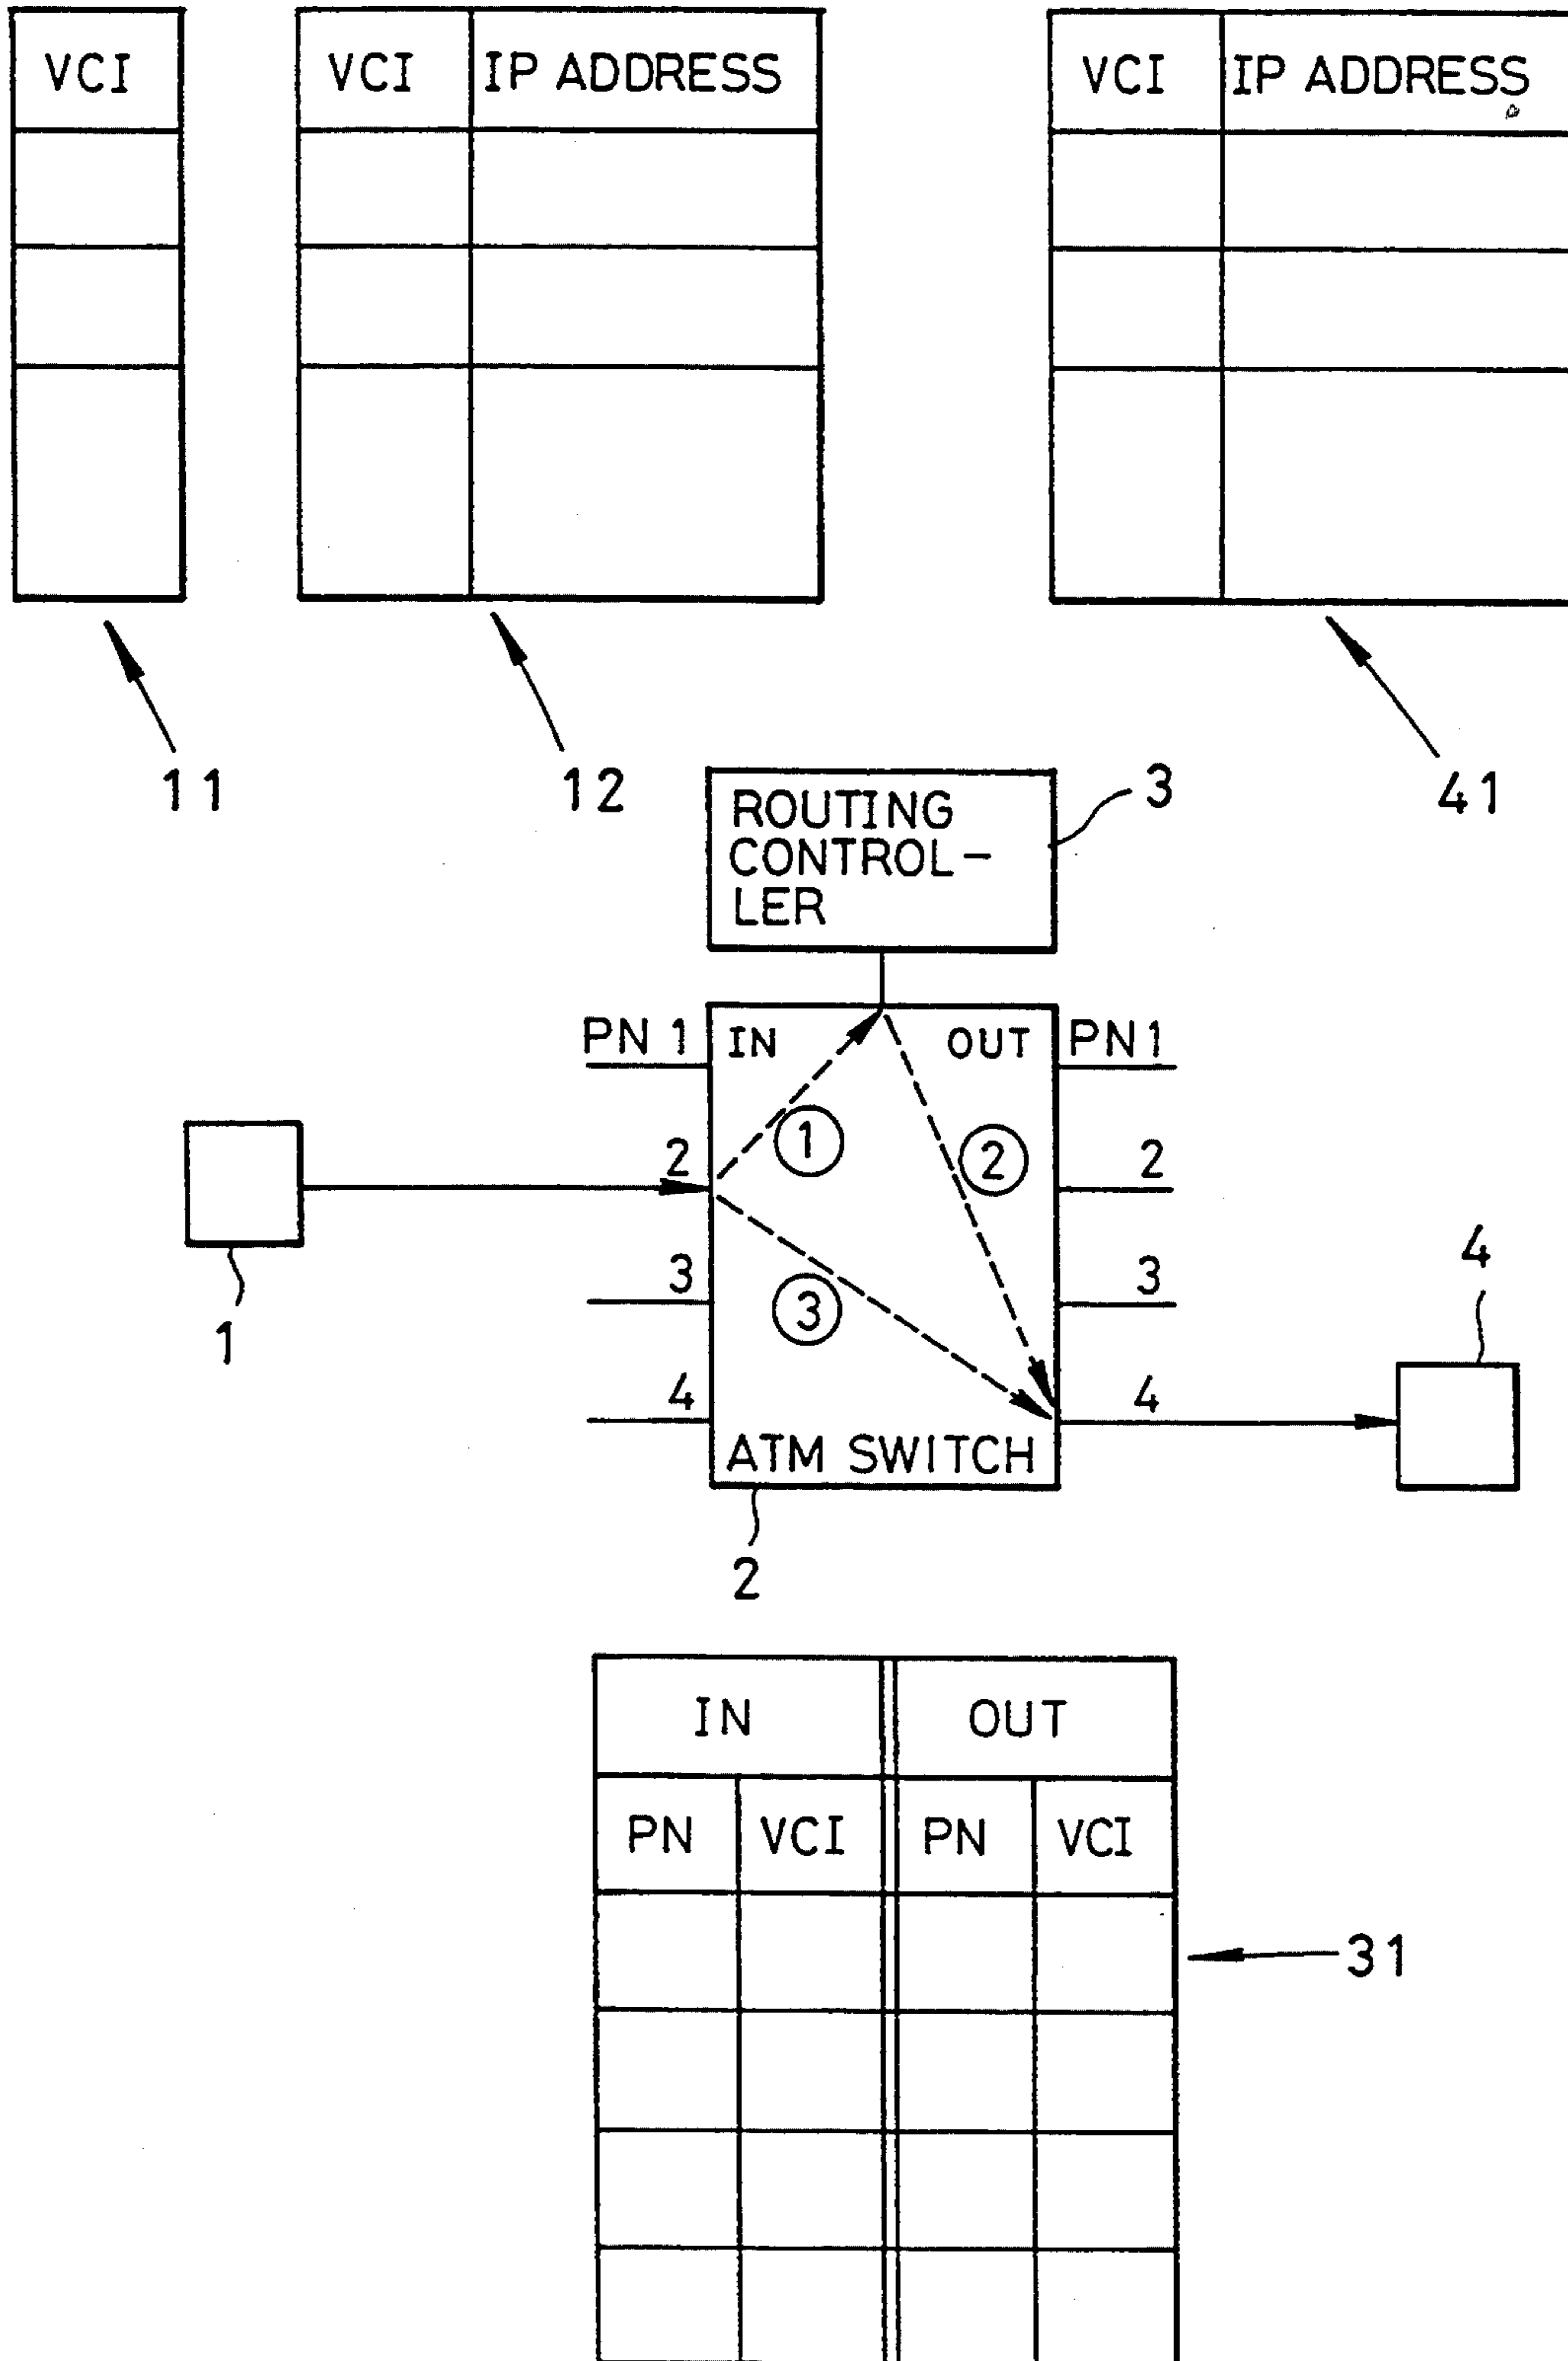 VCI
VCI IP ADDRESS
VCI IP ADDRESS
11
12
41
ROUTING
CONTROL-
LER
3
PN 1
IN
OUT
PN1
1
2
2
2
3
3
3
4
1
4
4
ATM SWITCH
2
IN OUT
PN VCI PN VCI
31